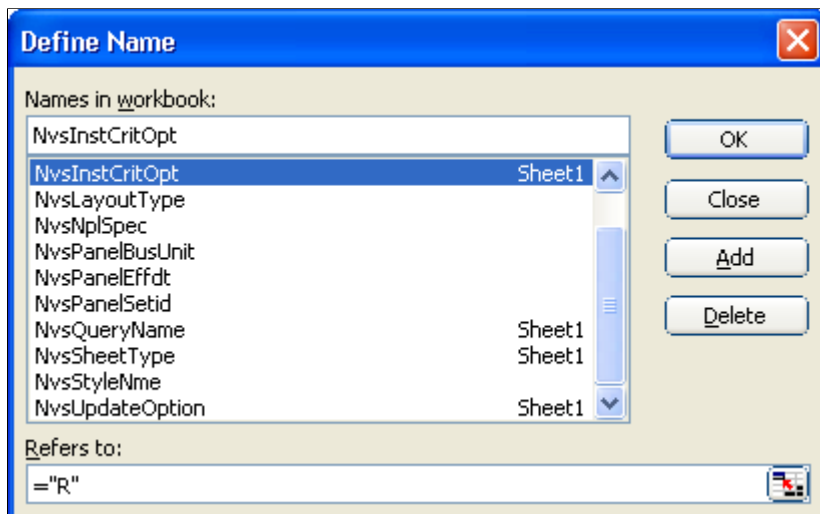 Define Name
Names in workbook:
NvsInstCritOpt
OK
NvsInstCritOpt Sheet1
NvsLayoutType
Close
NvsNplSpec
NvsPanelBusUnit
Add
NvsPanelEffdt
NvsPanelSetid
Delete
NvsQueryName Sheet1
NvsSheetType Sheet1
NvsStyleNme
NvsUpdateOption Sheet1
Refers to:
="R"